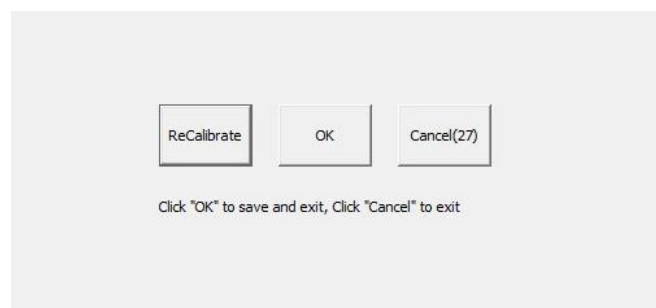 ReCalibrate OK Cancel(27)
Click "OK" to save and exit, Click "Cancel" to exit